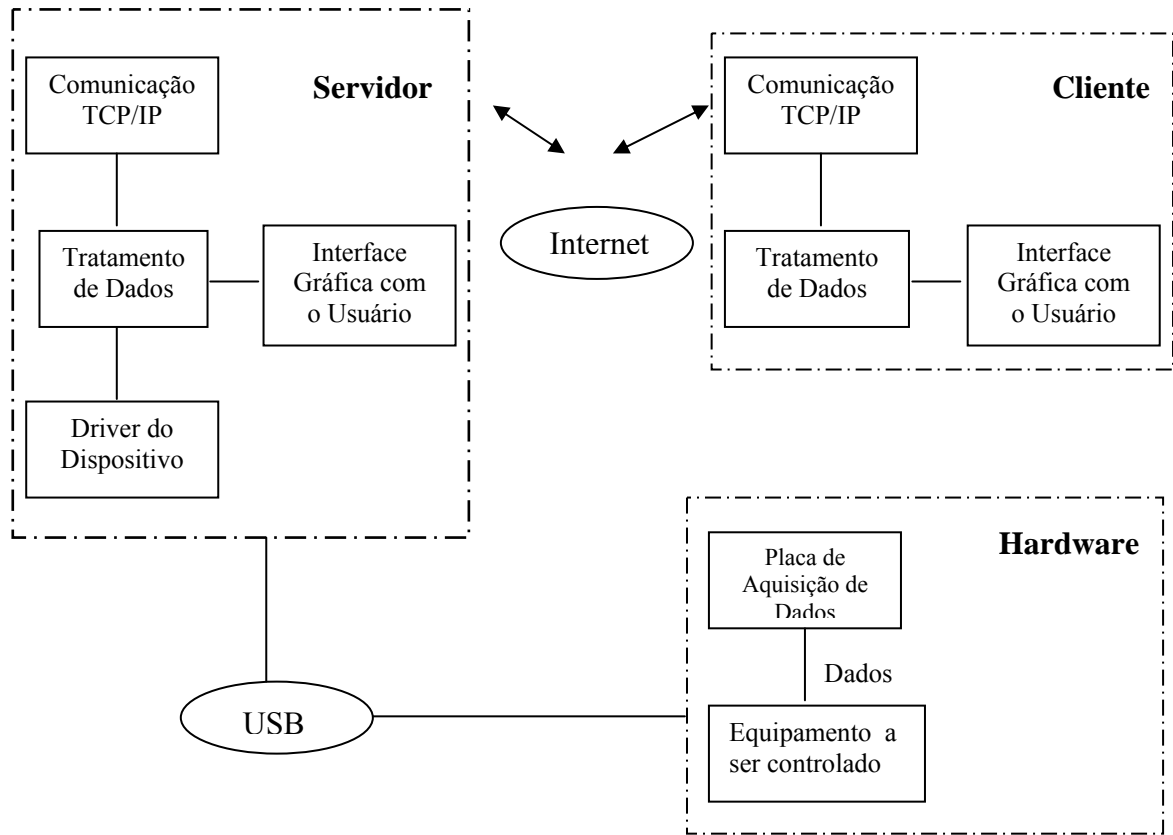 Servidor
Comunicação
TCP/IP
Tratamento
de Dados
Interface
Gráfica com
o Usuário
Driver do
Dispositivo
Internet
Cliente
Comunicação
TCP/IP
Tratamento
de Dados
Interface
Gráfica com
o Usuário
USB
Hardware
Placa de
Aquisição de
Dados
Dados
Equipamento a
ser controlado